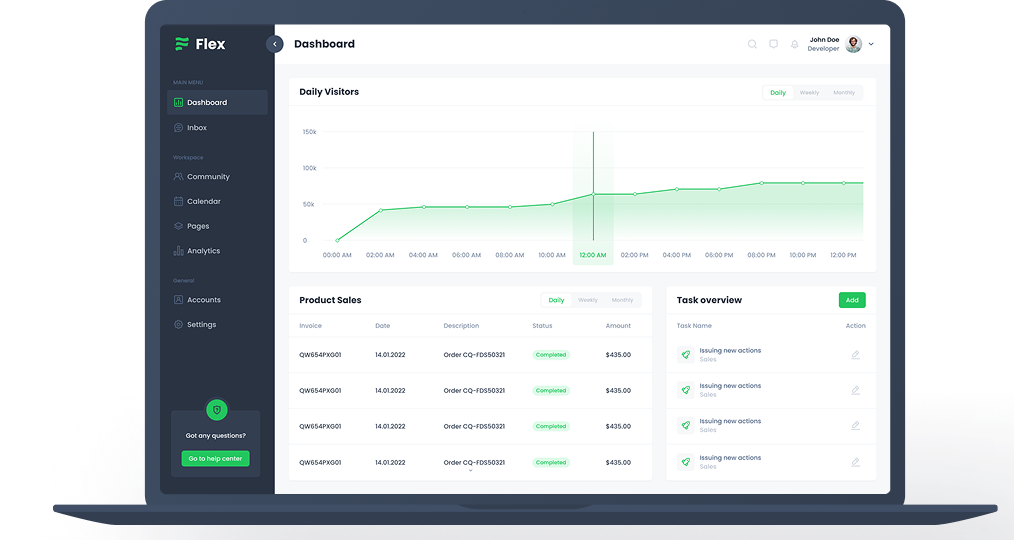 Flex
MAIN MENU
Dashboard
Inbox
Workspace
Community
Calendar
Pages
Analytics
General
Accounts
Settings
Got any questions?
Go to help center
Dashboard
John Doe
Developer
Daily Visitors
Daily Weekly Monthly
150k
100k
50k
0
00:00 AM 02:00 AM 04:00 AM 06:00 AM 08:00 AM 10:00 AM 12:00 AM 02:00 PM 04:00 PM 06:00 PM 08:00 PM 10:00 PM 12:00 PM
Product Sales
Daily Weekly Monthly
Invoice Date Description Status Amount
QW654PXG01 14.01.2022 Order CQ-FDS50321 Completed $435.00
QW654PXG01 14.01.2022 Order CQ-FDS50321 Completed $435.00
QW654PXG01 14.01.2022 Order CQ-FDS50321 Completed $435.00
QW654PXG01 14.01.2022 Order CQ-FDS50321 Completed $435.00
Task overview
Add
Task Name Action
Issuing new actions
Sales
Issuing new actions
Sales
Issuing new actions
Sales
Issuing new actions
Sales